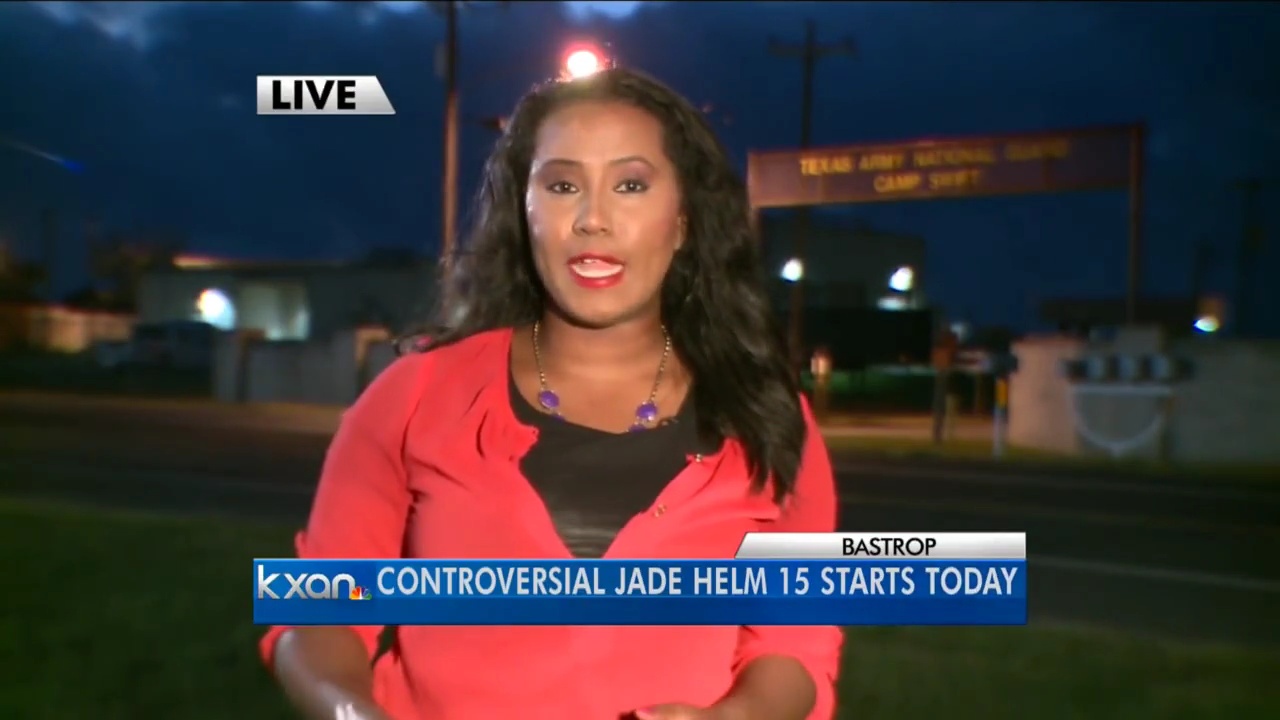 LIVE
TEXAS ARMY NATIONAL GUARD
CAMP SWIFT
BASTROP
kxan CONTROVERSIAL JADE HELM 15 STARTS TODAY